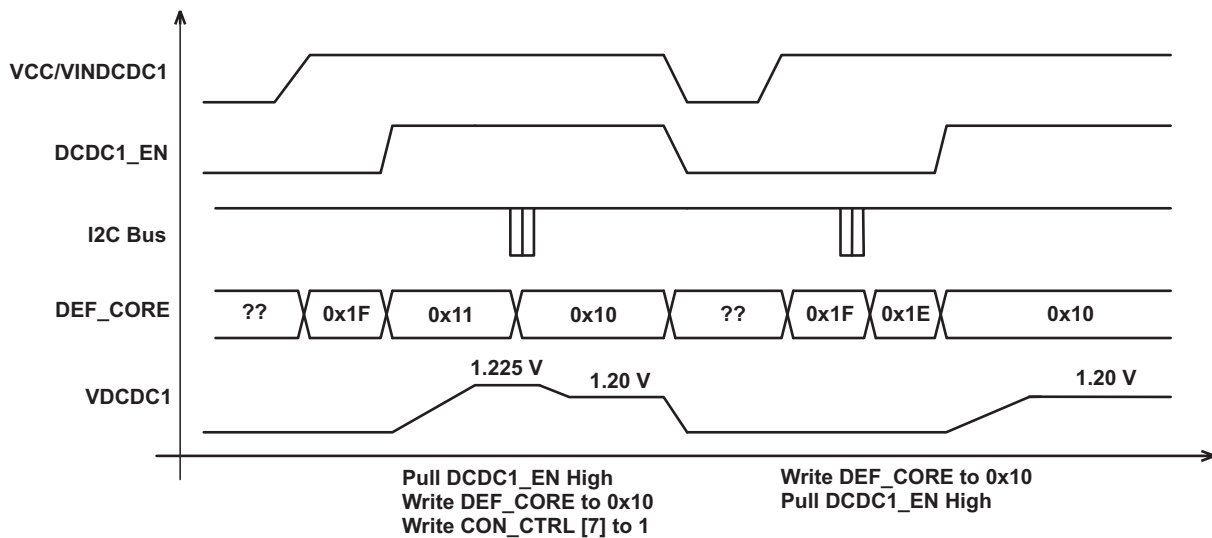 VCC/VINDCDC1
DCDC1_EN
I2C Bus
DEF_CORE
?? 0x1F 0x11 0x10 ?? 0x1F 0x1E 0x10
VDCDC1
1.225 V 1.20 V 1.20 V
Pull DCDC1_EN High
Write DEF_CORE to 0x10
Write CON_CTRL [7] to 1
Write DEF_CORE to 0x10
Pull DCDC1_EN High